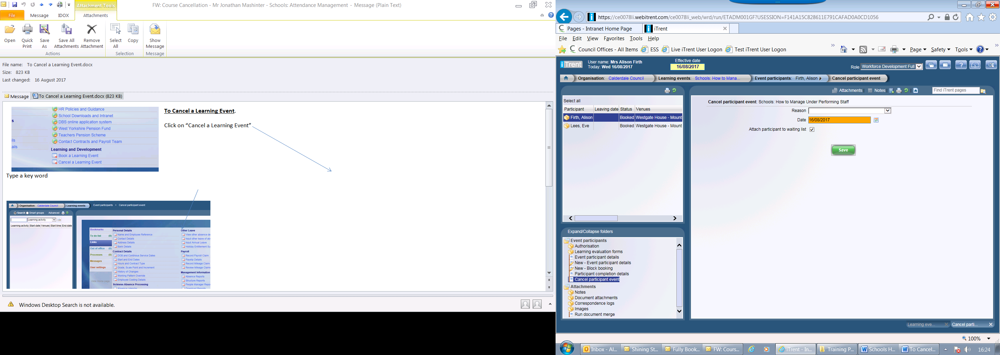 FW: Course Cancellation - Mr Jonathan Mashinter - Schools: Attendance Management - Message (Plain Text)
Attachment Tools
File Message IDOX Attachments
Open
Quick Print
Save As
Save All Attachments
Remove Attachment
Select All
Copy
Show Message
Actions
Selection
Message
File name: To Cancel a Learning Event.docx
Size: 823 KB
Last changed: 16 August 2017
Message To Cancel a Learning Event.docx (823 KB)
HR Policies and Guidance
School Downloads and Intranet
s
DBS online application system
West Yorkshire Pension Fund
Teachers Pension Scheme
ils
Contact Contracts and Payroll Team
ails
Learning and Development
Book a Learning Event
Cancel a Learning Event
To Cancel a Learning Event.
Click on “Cancel a Learning Event”
Type a key word
Organisation: Calderdale Council Learning events Event participants > Cancel participant event
Search Smart groups Advanced
Learning activity
Learning activity Start date Venues Start time End date
Bookmarks
To do list (0)
Links
Out of office (0)
Processes (0)
Messages
User settings
Hide Home page
Personal Details
Name and Employee Reference
Contact Details
Address Details
Bank Details
Contract Details
DOB and Continous Service Dates
Start and End Dates
Hours and Contract Type
Grade, Scale Point and Increment
History of Changes
Working Pattern Override
Employee Costing Details
Sickness Absence Processing
Absence calendar
Other Leave
View other absence de
Input other leave of abs
Input Annual Leave
Holiday Entitlement Su
Payroll
Record Payroll Claim
Payslip Details
Record Mileage Claim
Review Mileage Claim
Management Information
Absence Reports
Structure Reports
People Manager Repo
Download Reports
Windows Desktop Search is not available.
https://ce0078li.webitrent.com/ce0078li_web/wrd/run/ETADM001GF?USESSION=F141A15C828611E791CAFAD0A0CD1056
Pages - Intranet Home Page
iTrent
File Edit View Favorites Tools Help
Council Offices - All Items ESS Live iTrent User Logon Test iTrent User Logon
Page Safety Tools
iTrent
User name: Mrs Alison Firth
Today: Wed 16/08/2017
Effective date
16/08/2017
Role Workforce Development Full
Organisation: Calderdale Council Learning events: Schools: How to Mana... Event participants: Firth, Alison Cancel participant event
Attachments Notes Find iTrent pages
Select all
Participant Leaving date Status Venues
Firth, Alison Booked Westgate House - Mount
Lees, Eve Booked Westgate House - Mount
Cancel participant event: Schools: How to Manage Under Performing Staff
Reason
Date 16/08/2017
Attach participant to waiting list
Save
Expand/Collapse folders
Event participants
Authorisation
Learning evaluation forms
Event participant details
New - Event participant details
New - Block booking
Participant completion details
Cancel participant event
Attachments
Notes
Document attachments
Correspondence logs
Images
Run document merge
Learning eve... Cancel parti...
100%
Inbox - Al... Shining St... Fully Book... FW: Cours... iTrent - In... Training P... Schools H... To Cancel... 16:24